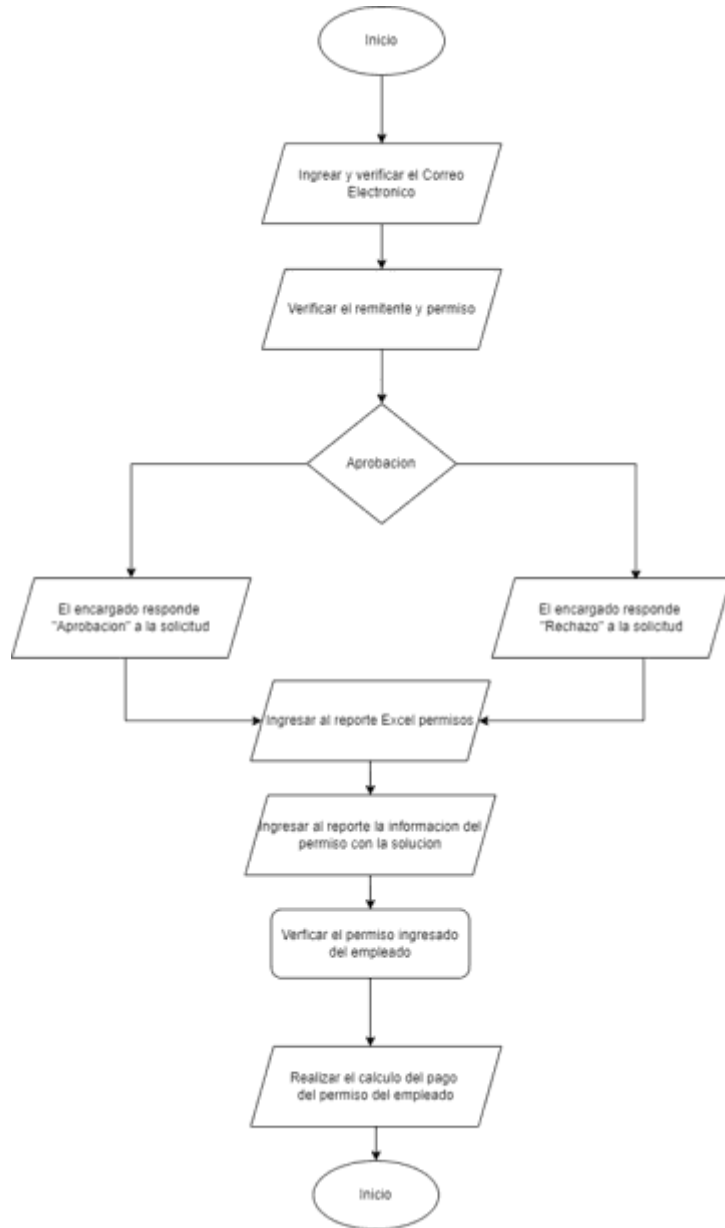 Inicio
Ingrear y verificar el Correo
Electronico
Verificar el remitente y permiso
Aprobacion
El encargado responde
"Aprobacion" a la solicitud
El encargado responde
"Rechazo" a la solicitud
Ingresar al reporte Excel permisos
Ingresar al reporte la informacion del
permiso con la solucion
Verficar el permiso ingresado
del empleado
Realizar el calculo del pago
del permiso del empleado
Inicio